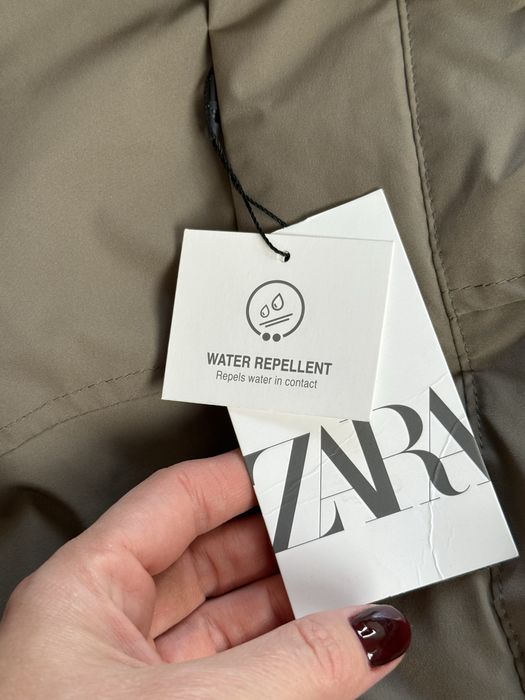 WATER REPELLENT
Repels water in contact
ZARA